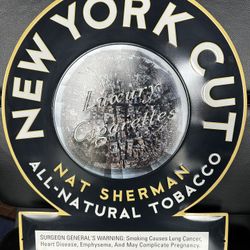 NEW YORK CUT
Luxury
Cigarettes
NAT SHERMAN
ALL-NATURAL TOBACCO
SURGEON GENERAL'S WARNING: Smoking Causes Lung Cancer,
Heart Disease, Emphysema, And May Complicate Pregnancy.